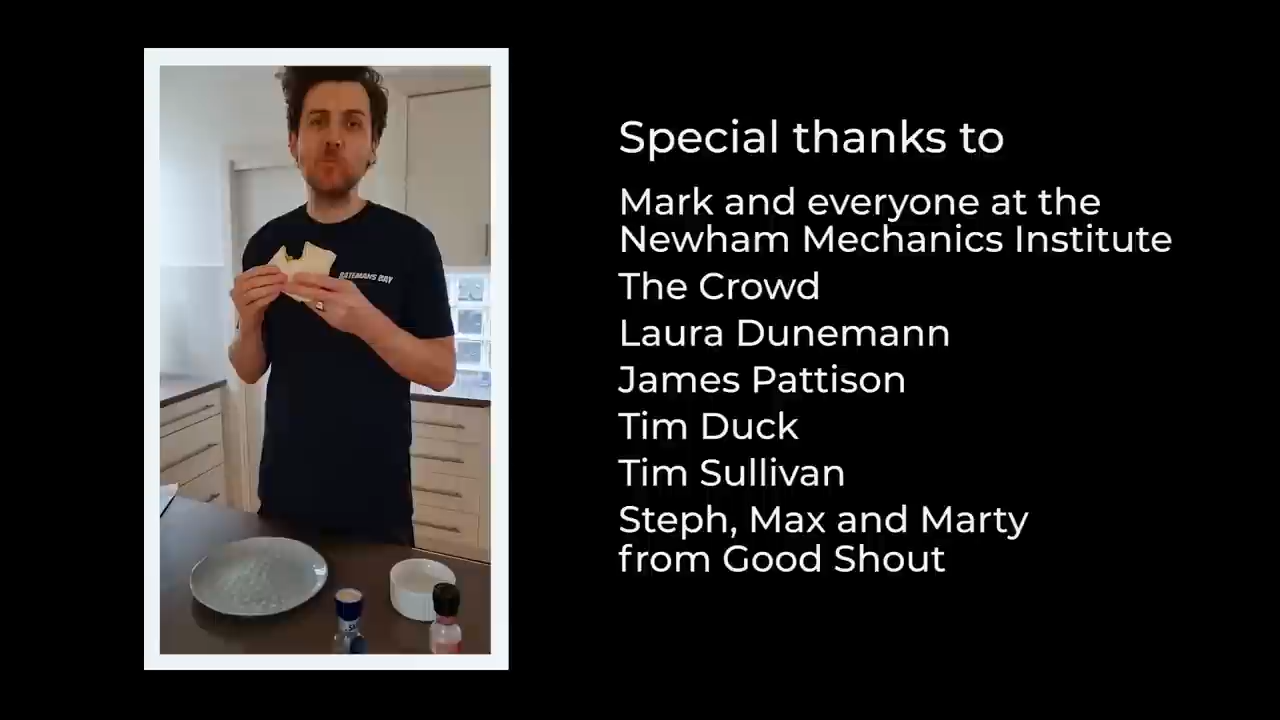 Special thanks to
Mark and everyone at the
Newham Mechanics Institute
The Crowd
Laura Dunemann
James Pattison
Tim Duck
Tim Sullivan
Steph, Max and Marty
from Good Shout
BATEMANS BAY